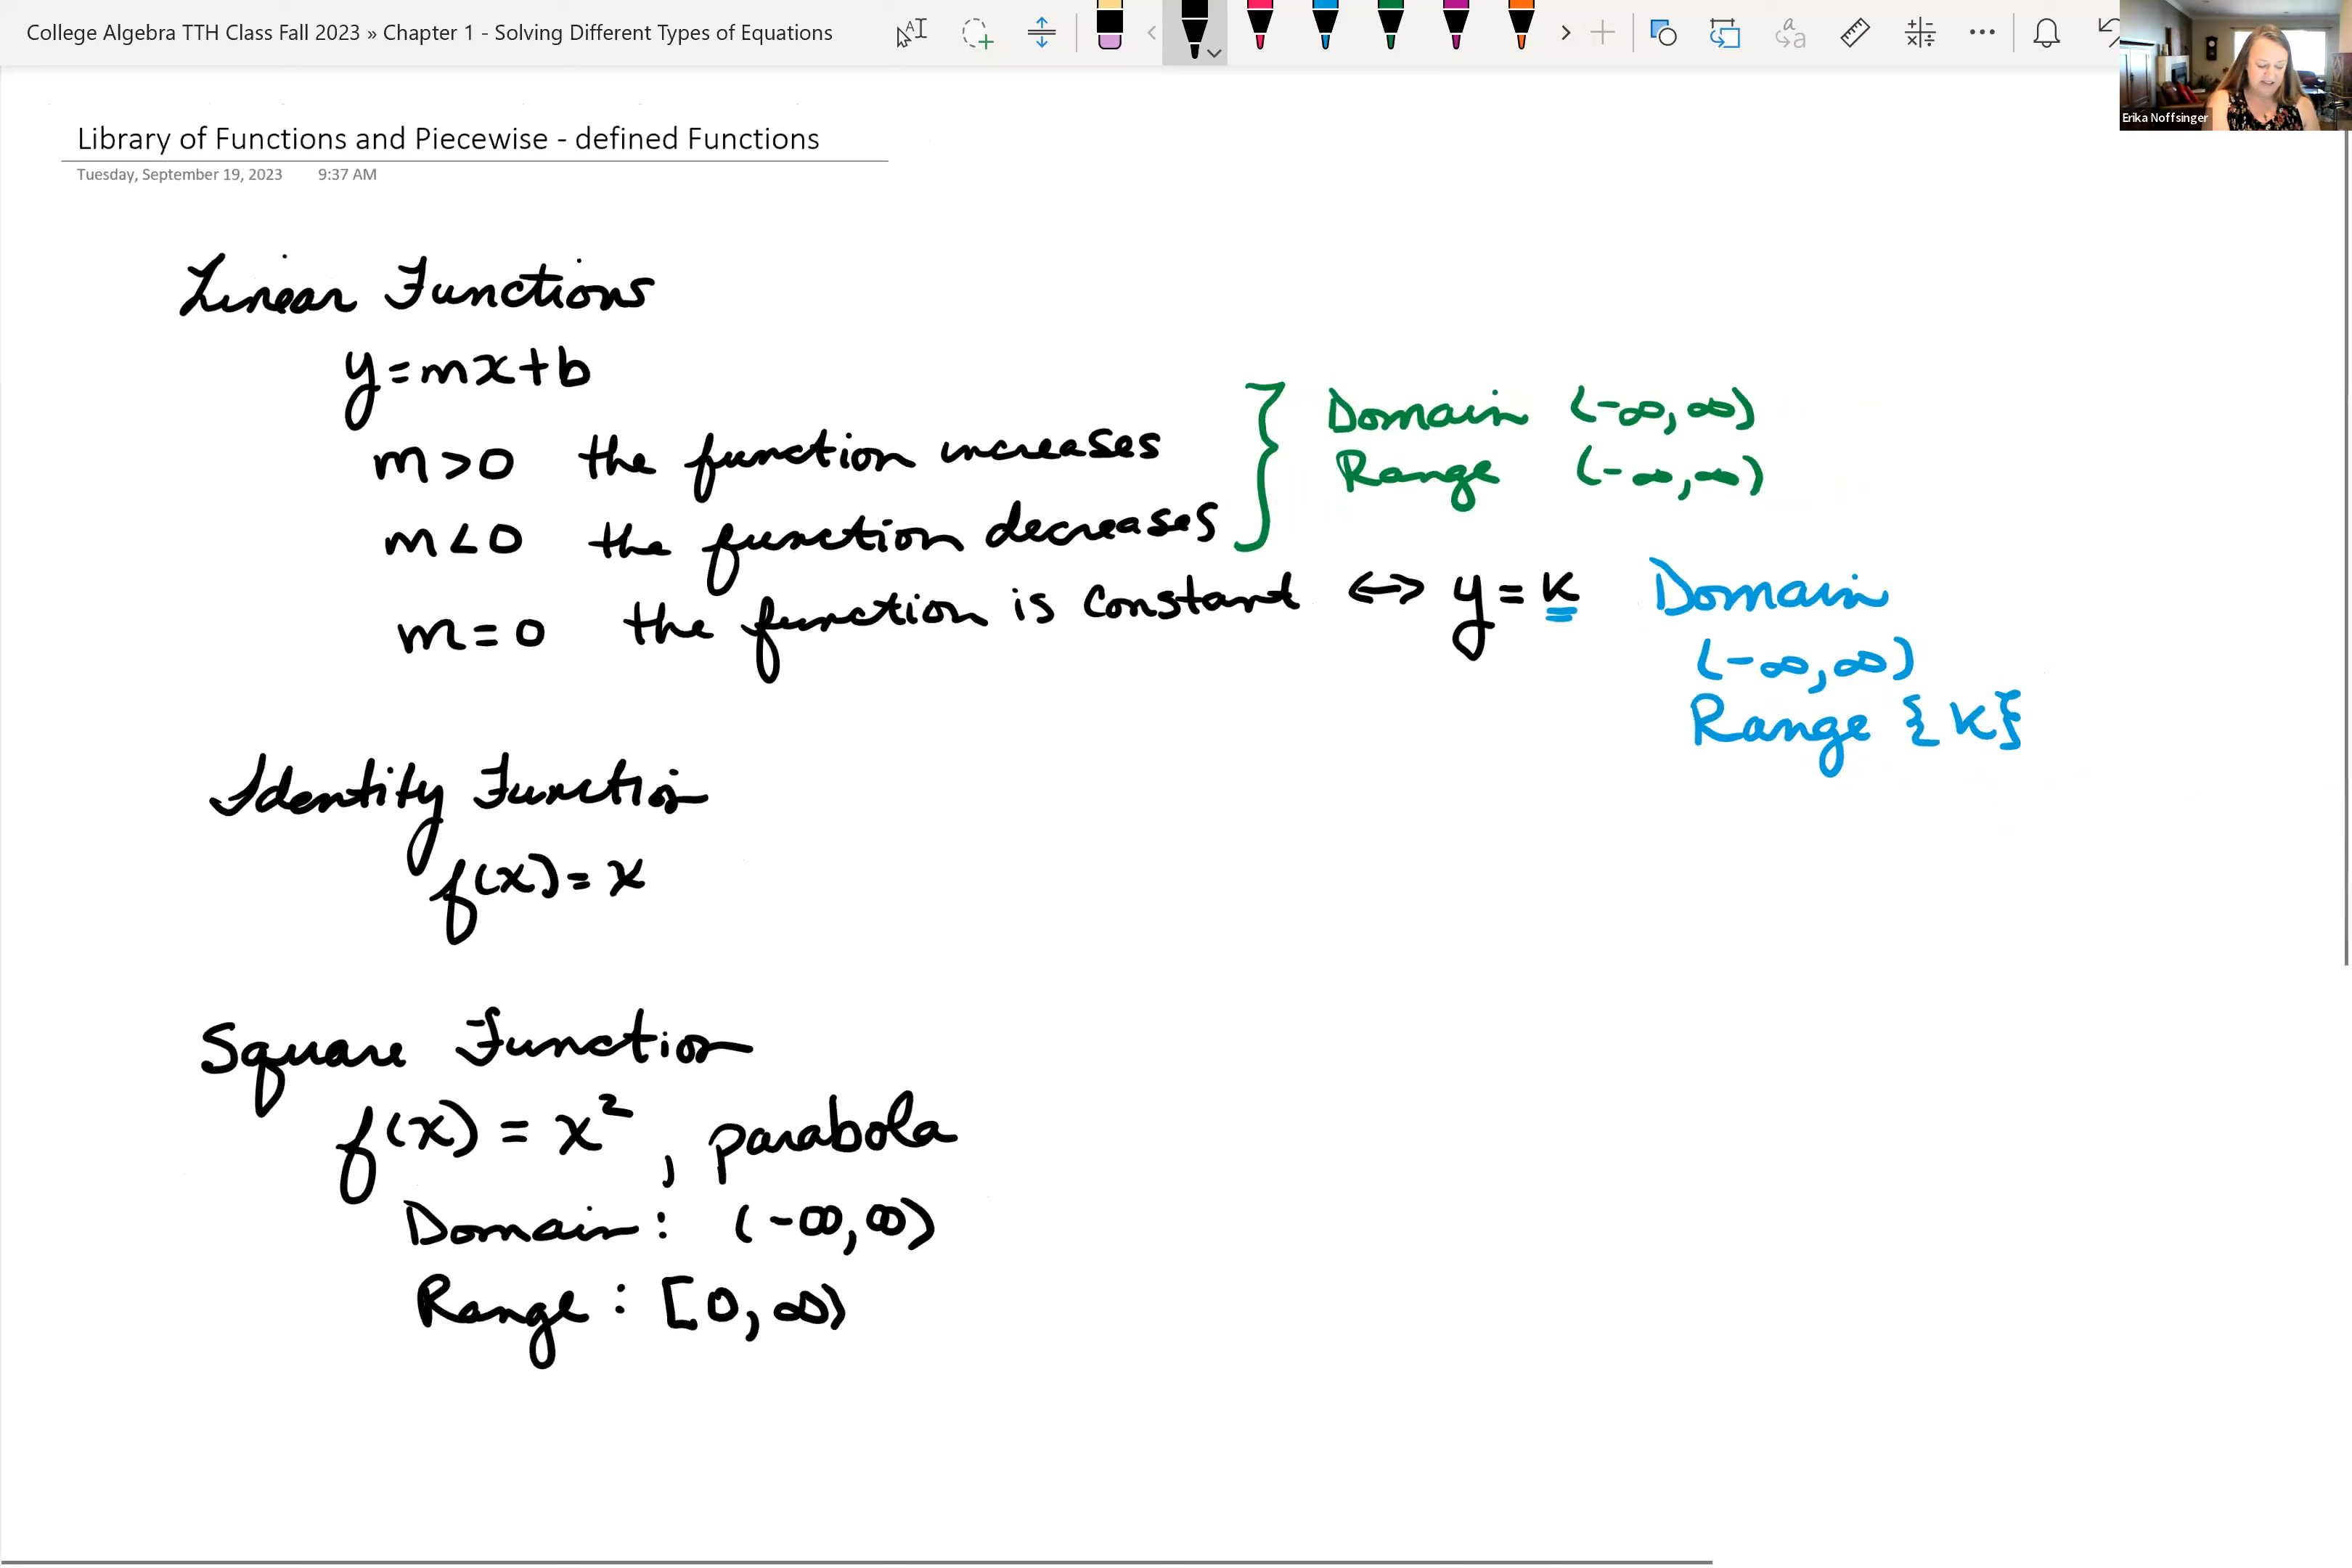 College Algebra TTH Class Fall 2023 » Chapter 1 - Solving Different Types of Equations
Erika Noffsinger
Library of Functions and Piecewise - defined Functions
Tuesday, September 19, 2023 9:37 AM
Linear Functions
y=mx+b
m>0 the function increases
m<0 the function decreases
} Domain (-∞,∞)
Range (-∞,∞)
m=0 the function is constant ↔ y=k
Domain
(-∞,∞)
Range {k}
Identity Function
f(x)=x
Square Function
f(x) = x², parabola
Domain: (-∞,∞)
Range: [0,∞)